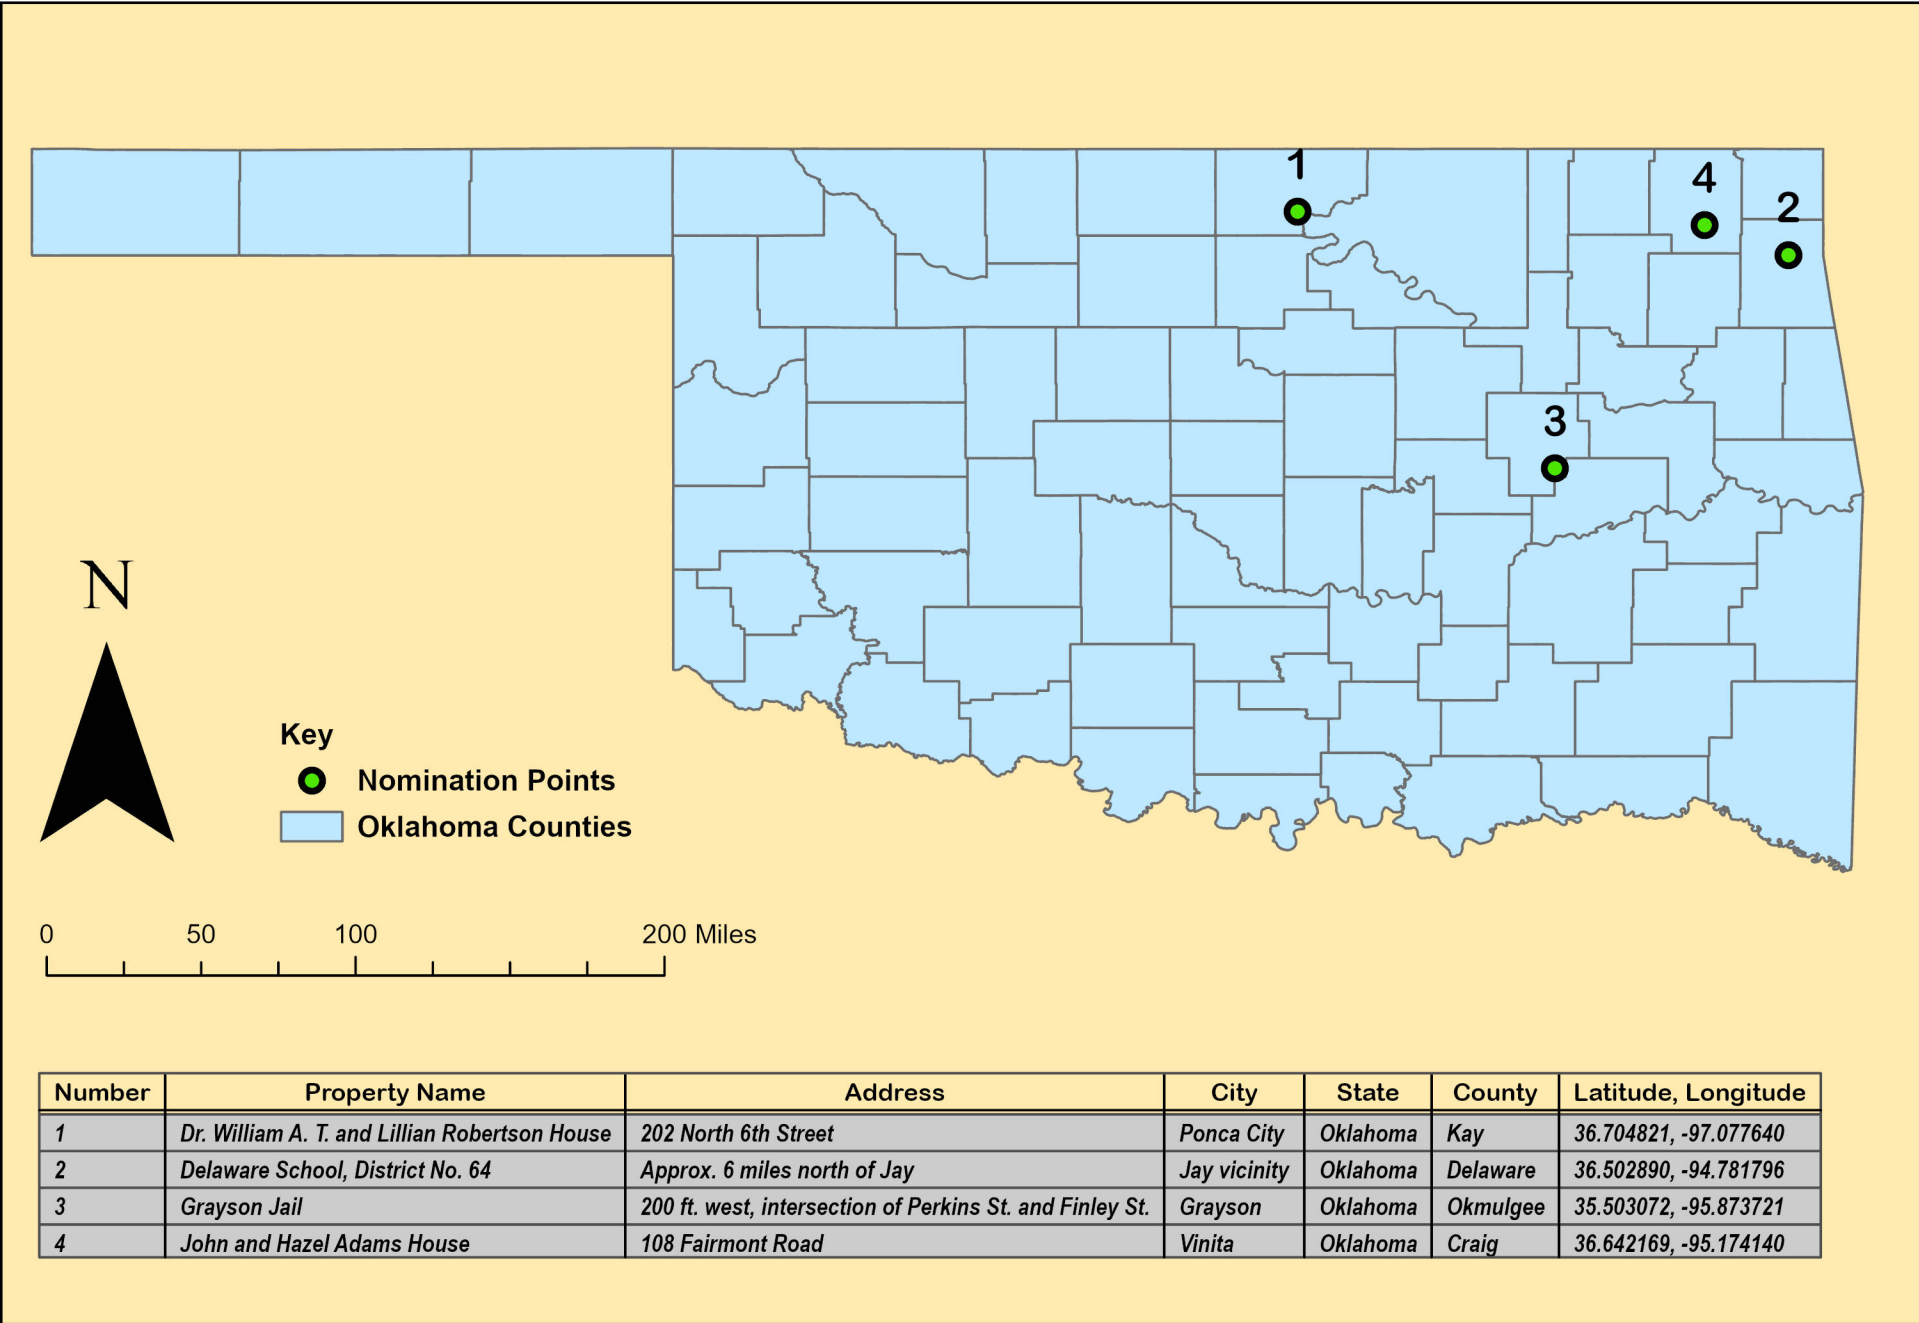 1
4
2
3
N
Key
Nomination Points
Oklahoma Counties
0 50 100 200 Miles
Number Property Name Address City State County Latitude, Longitude
1 Dr. William A. T. and Lillian Robertson House 202 North 6th Street Ponca City Oklahoma Kay 36.704821, -97.077640
2 Delaware School, District No. 64 Approx. 6 miles north of Jay Jay vicinity Oklahoma Delaware 36.502890, -94.781796
3 Grayson Jail 200 ft. west, intersection of Perkins St. and Finley St. Grayson Oklahoma Okmulgee 35.503072, -95.873721
4 John and Hazel Adams House 108 Fairmont Road Vinita Oklahoma Craig 36.642169, -95.174140